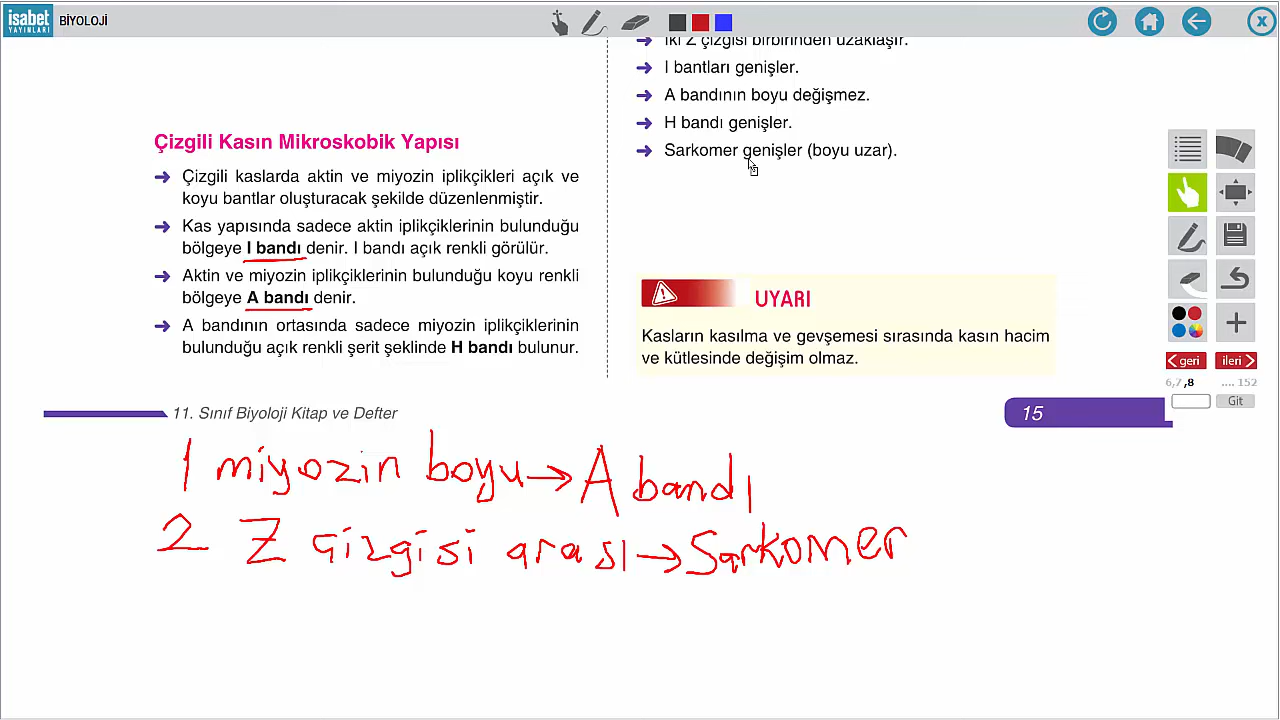 isabet
YAYINLARI
BİYOLOJİ
Çizgili Kasın Mikroskobik Yapısı
Çizgili kaslarda aktin ve miyozin iplikçikleri açık ve
koyu bantlar oluşturacak şekilde düzenlenmiştir.
Kas yapısında sadece aktin iplikçiklerinin bulunduğu
bölgeye I bandı denir. I bandı açık renkli görülür.
Aktin ve miyozin iplikçiklerinin bulunduğu koyu renkli
bölgeye A bandı denir.
A bandının ortasında sadece miyozin iplikçiklerinin
bulunduğu açık renkli şerit şeklinde H bandı bulunur.
İki Z çizgisi birbirinden uzaklaşır.
I bantları genişler.
A bandının boyu değişmez.
H bandı genişler.
Sarkomer genişler (boyu uzar).
UYARI
Kasların kasılma ve gevşemesi sırasında kasın hacim
ve kütlesinde değişim olmaz.
11. Sınıf Biyoloji Kitap ve Defter
15
1 miyozin boyu → A bandı
2 Z çizgisi arası → Sarkomer
geri
ileri
6,7,8
.... 152
Git